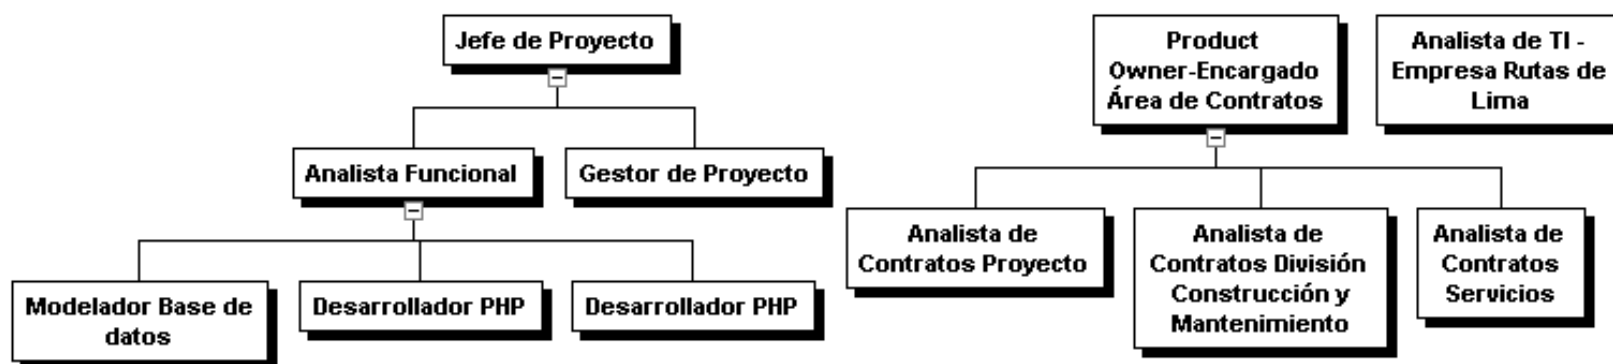 Jefe de Proyecto
Analista Funcional
Gestor de Proyecto
Modelador Base de
datos
Desarrollador PHP
Desarrollador PHP
Product
Owner-Encargado
Área de Contratos
Analista de TI -
Empresa Rutas de
Lima
Analista de
Contratos Proyecto
Analista de
Contratos División
Construcción y
Mantenimiento
Analista de
Contratos
Servicios